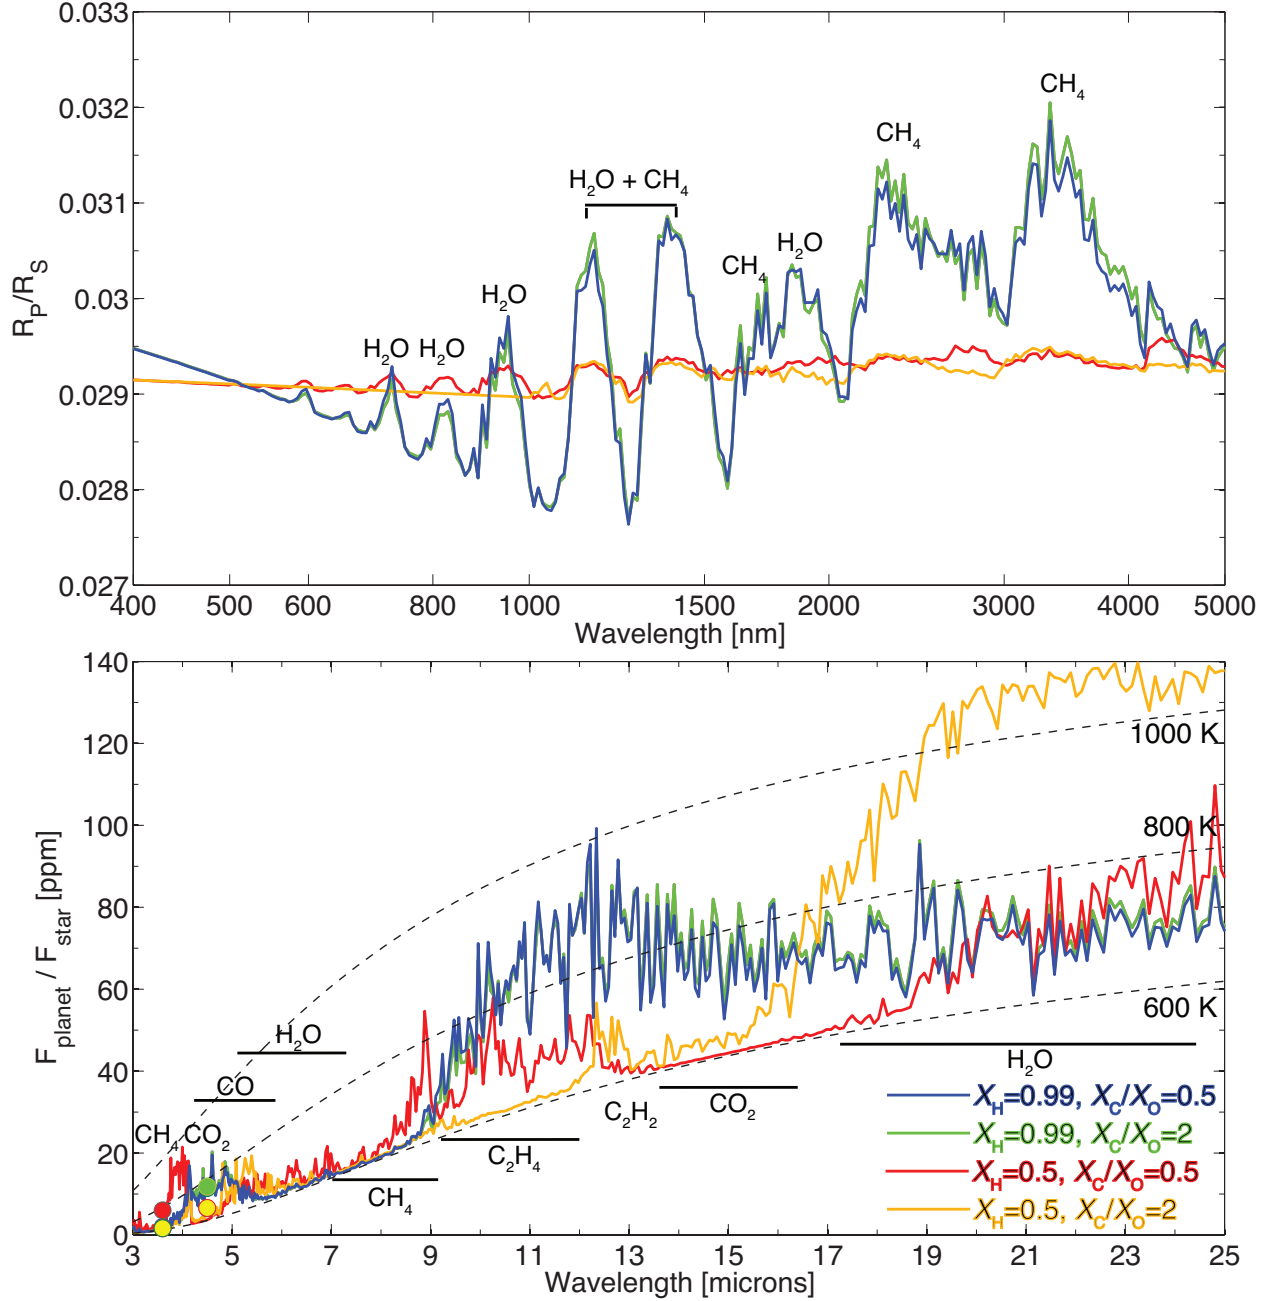 0.033
0.032
0.031
0.03
0.029
0.028
0.027
R_P/R_S
CH₄
CH₄
H₂O + CH₄
CH₄ H₂O
H₂O
H₂O H₂O
400 500 600 800 1000 1500 2000 3000 4000 5000
Wavelength [nm]
140
120
100
80
60
40
20
0
F_planet / F_star [ppm]
1000 K
800 K
600 K
H₂O
CO
CH₄ CO₂
CH₄
C₂H₄
C₂H₂
CO₂
H₂O
X_H=0.99, X_C/X_O=0.5
X_H=0.99, X_C/X_O=2
X_H=0.5, X_C/X_O=0.5
X_H=0.5, X_C/X_O=2
3 5 7 9 11 13 15 17 19 21 23 25
Wavelength [microns]